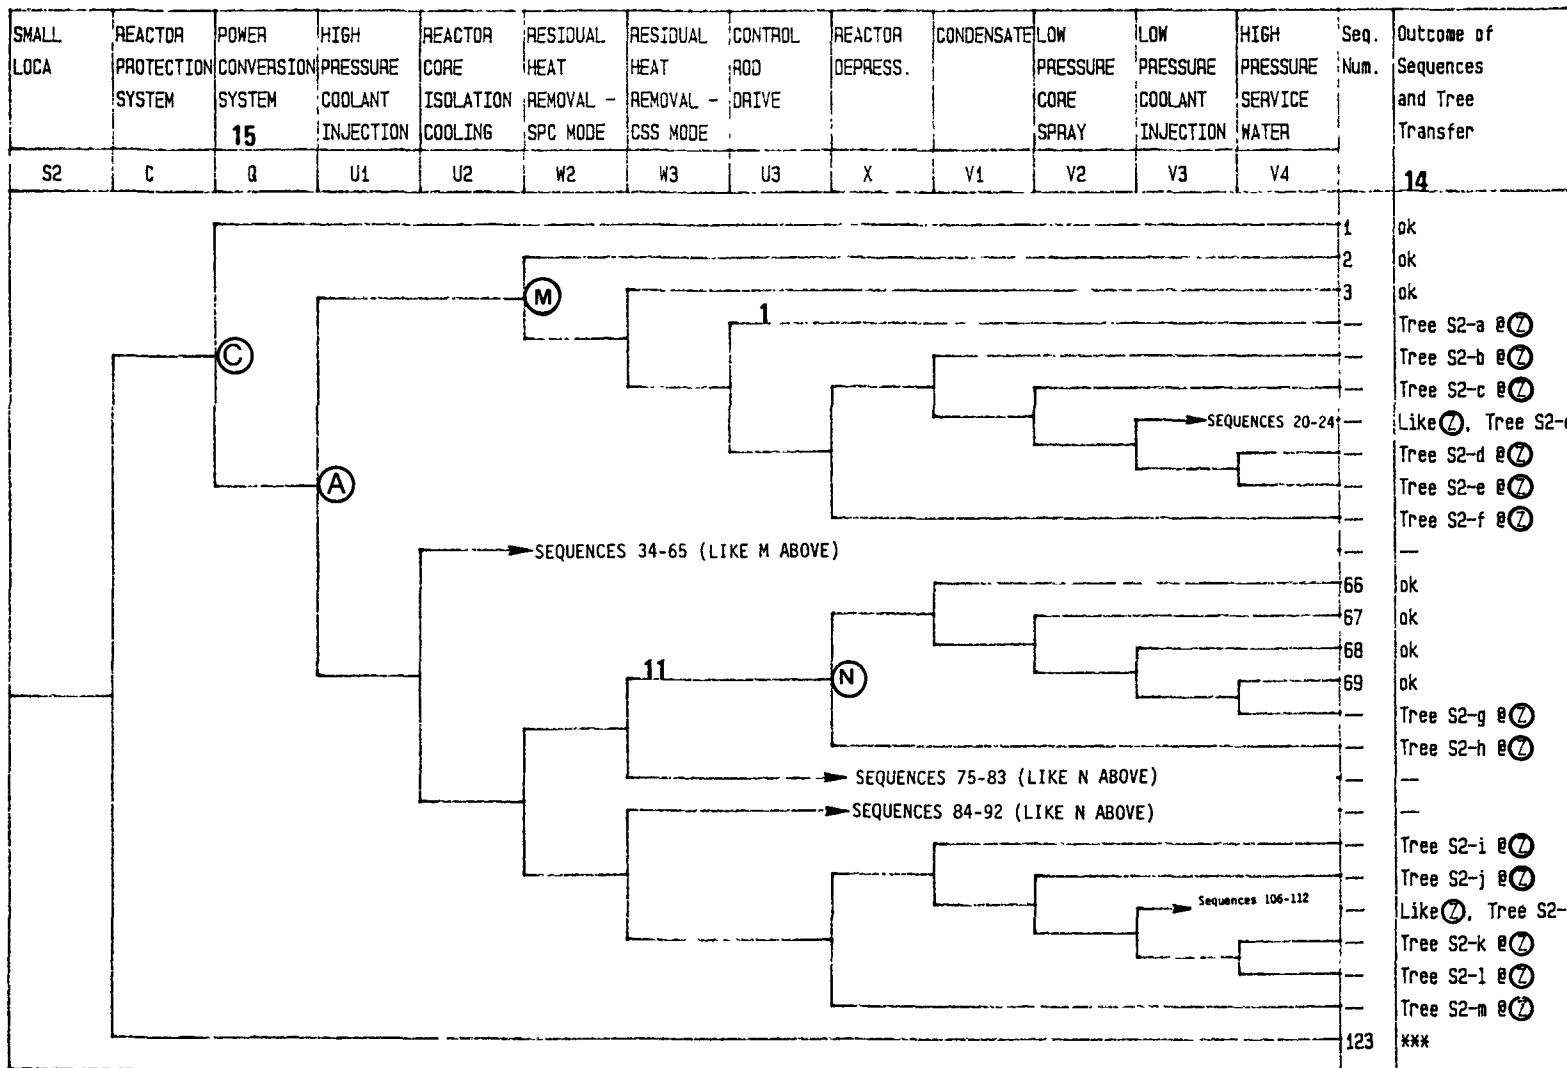 SMALL REACTOR POWER HIGH REACTOR RESIDUAL RESIDUAL CONTROL REACTOR CONDENSATE LOW LOW HIGH Seq. Outcome of
LOCA PROTECTION CONVERSION PRESSURE CORE HEAT HEAT ROD DEPRESS. PRESSURE PRESSURE PRESSURE Num. Sequences
SYSTEM SYSTEM COOLANT ISOLATION REMOVAL - REMOVAL - DRIVE CORE COOLANT SERVICE and Tree
15 INJECTION COOLING SPC MODE CSS MODE SPRAY INJECTION WATER Transfer
S2 C Q U1 U2 W2 W3 U3 X V1 V2 V3 V4 14
1 ok
2 ok
M
3 ok
1
— Tree S2-a @Z
C
— Tree S2-b @Z
— Tree S2-c @Z
SEQUENCES 20-24 — Like Z, Tree S2-
— Tree S2-d @Z
A
— Tree S2-e @Z
— Tree S2-f @Z
SEQUENCES 34-65 (LIKE M ABOVE) — —
66 ok
67 ok
68 ok
11
N
69 ok
— Tree S2-g @Z
— Tree S2-h @Z
SEQUENCES 75-83 (LIKE N ABOVE) — —
SEQUENCES 84-92 (LIKE N ABOVE) — —
— Tree S2-i @Z
— Tree S2-j @Z
Sequences 106-112 — Like Z, Tree S2-
— Tree S2-k @Z
— Tree S2-l @Z
— Tree S2-m @Z
123 ***